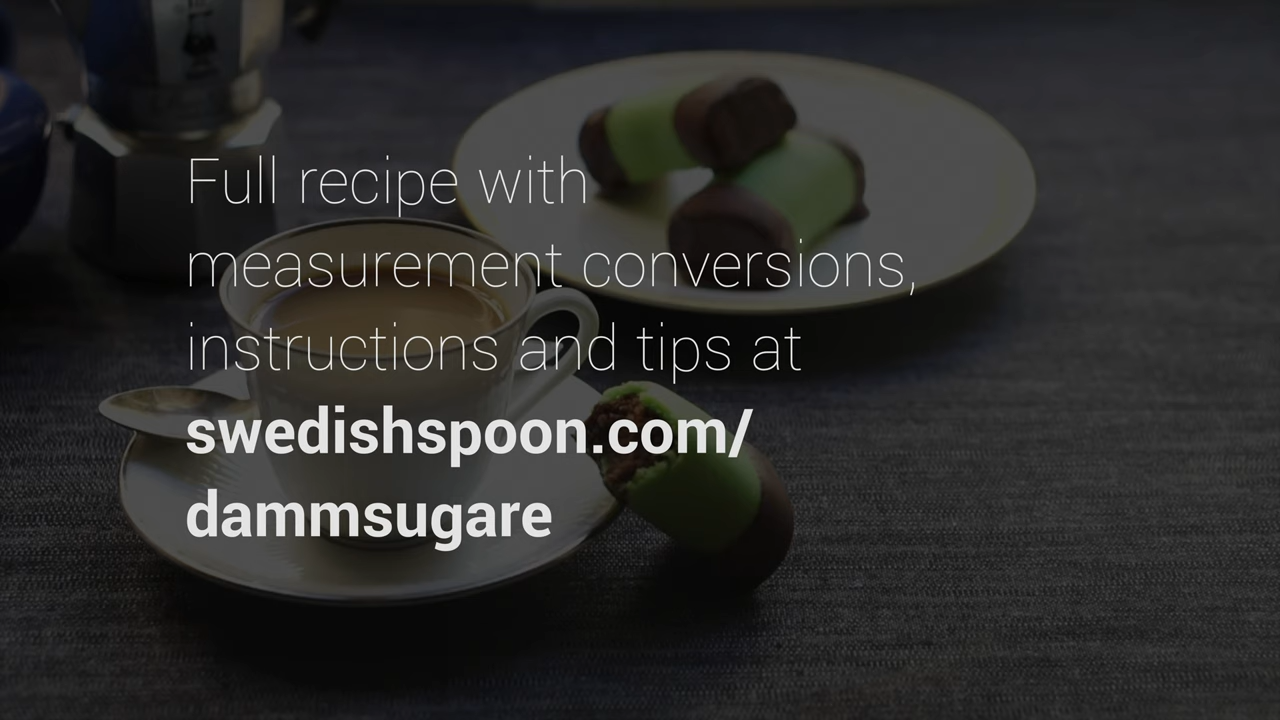 Full recipe with
measurement conversions,
instructions and tips at
swedishspoon.com/
dammsugare